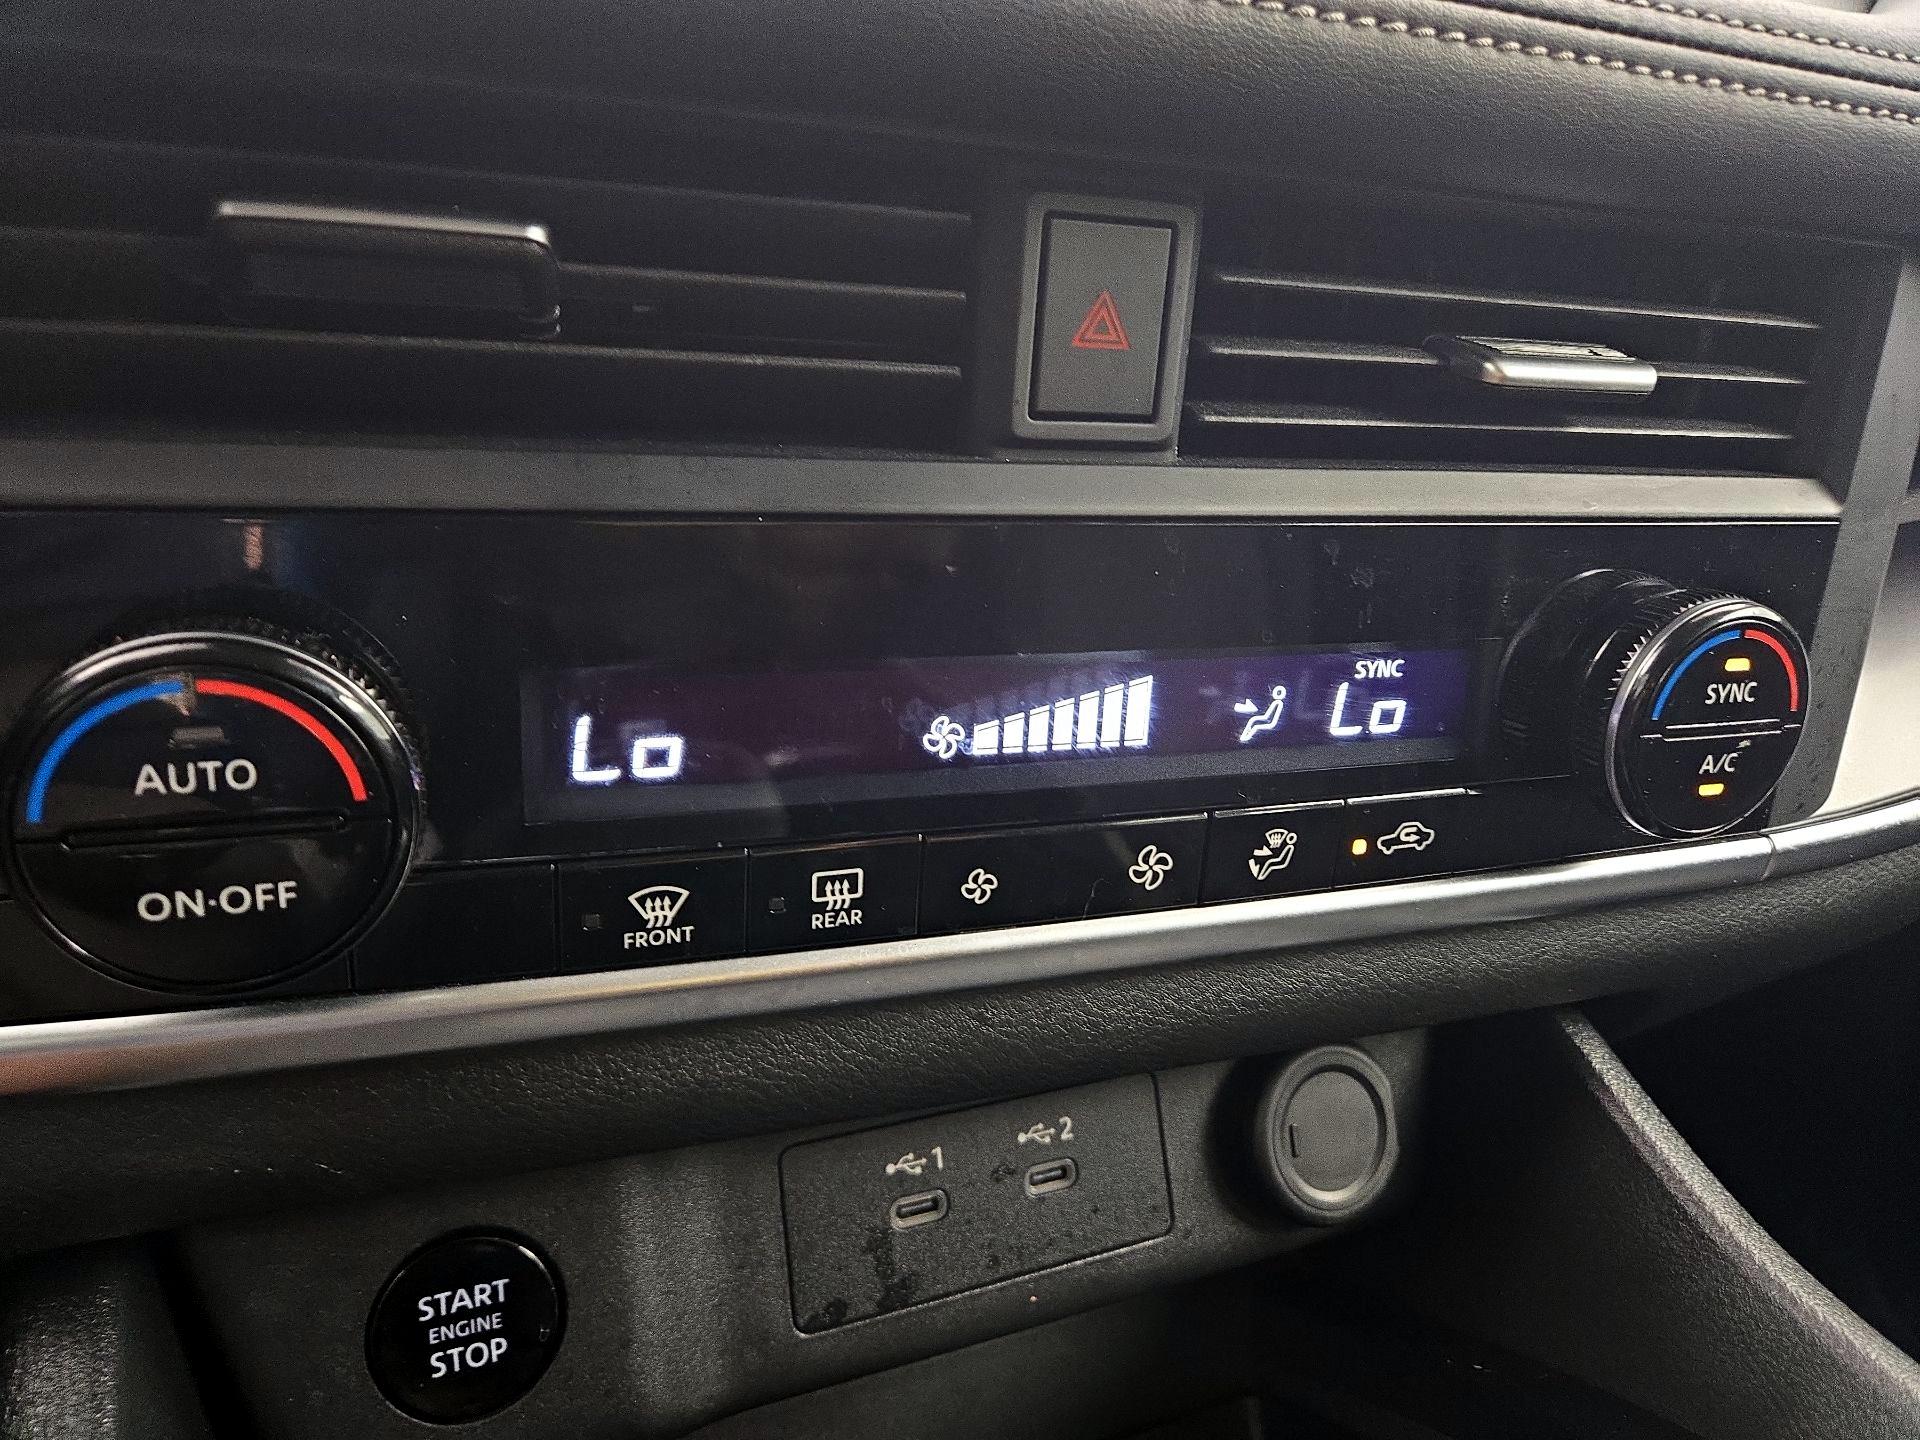 SYNC
Lo
Lo
AUTO
ON·OFF
SYNC
A/C
FRONT
REAR
1
2
START
ENGINE
STOP